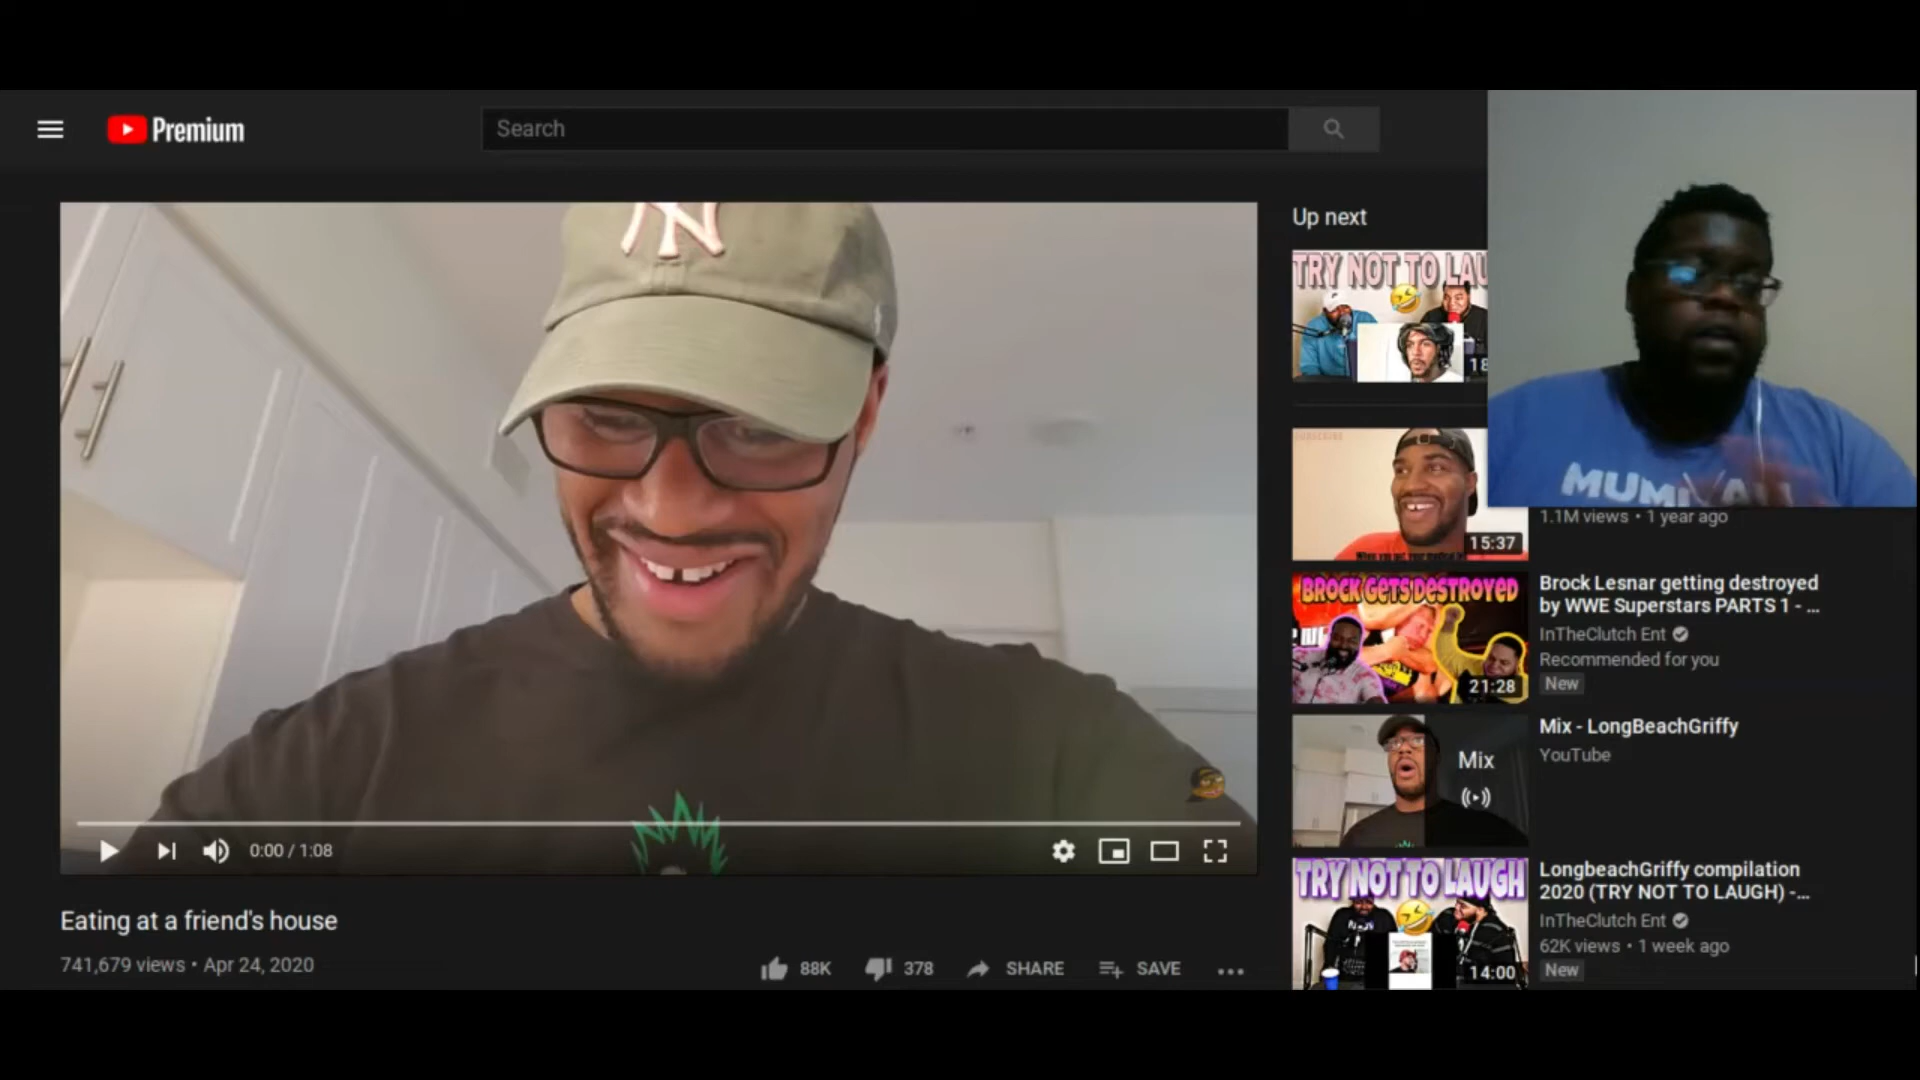 Premium
Search
NY
0:00 / 1:08
Eating at a friend's house
741,679 views • Apr 24, 2020
88K
378
SHARE
SAVE
Up next
TRY NOT TO LAU
18
SUBSCRIBE
15:37
1.1M views • 1 year ago
BROCK GETS DESTROYED
21:28
Brock Lesnar getting destroyed
by WWE Superstars PARTS 1 - ...
InTheClutch Ent
Recommended for you
New
Mix
Mix - LongBeachGriffy
YouTube
TRY NOT TO LAUGH
14:00
LongbeachGriffy compilation
2020 (TRY NOT TO LAUGH) -...
InTheClutch Ent
62K views • 1 week ago
New